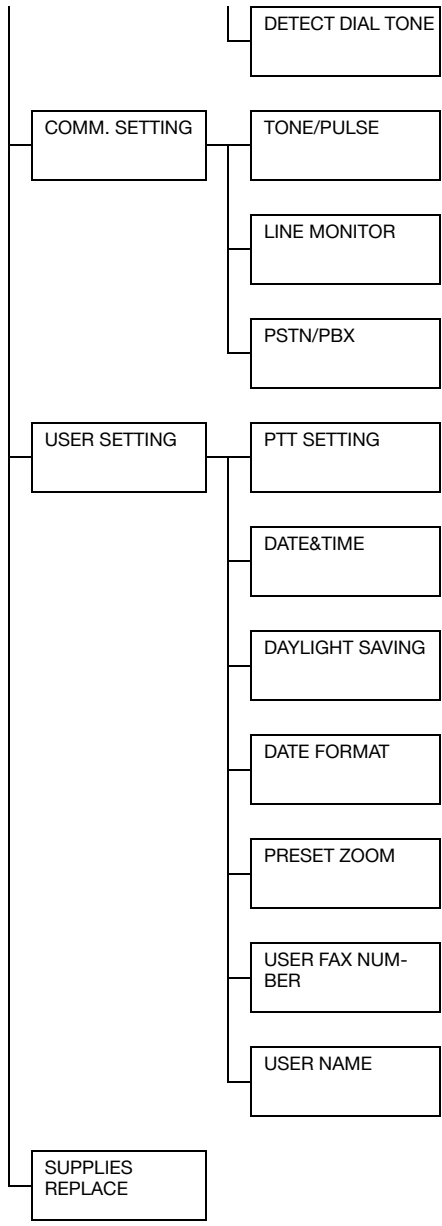 DETECT DIAL TONE
COMM. SETTING
TONE/PULSE
LINE MONITOR
PSTN/PBX
USER SETTING
PTT SETTING
DATE&TIME
DAYLIGHT SAVING
DATE FORMAT
PRESET ZOOM
USER FAX NUM-
BER
USER NAME
SUPPLIES
REPLACE